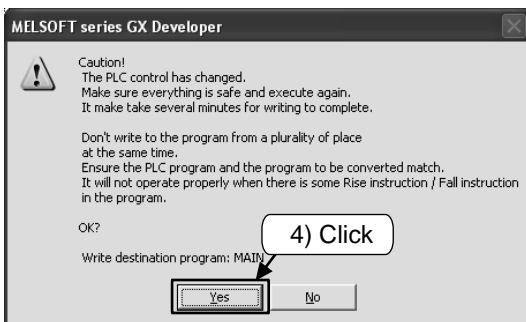 MELSOFT series GX Developer
Caution!
The PLC control has changed.
Make sure everything is safe and execute again.
It make take several minutes for writing to complete.
Don't write to the program from a plurality of place
at the same time.
Ensure the PLC program and the program to be converted match.
It will not operate properly when there is some Rise instruction / Fall instruction
in the program.
OK?
4) Click
Write destination program: MAIN
Yes
No